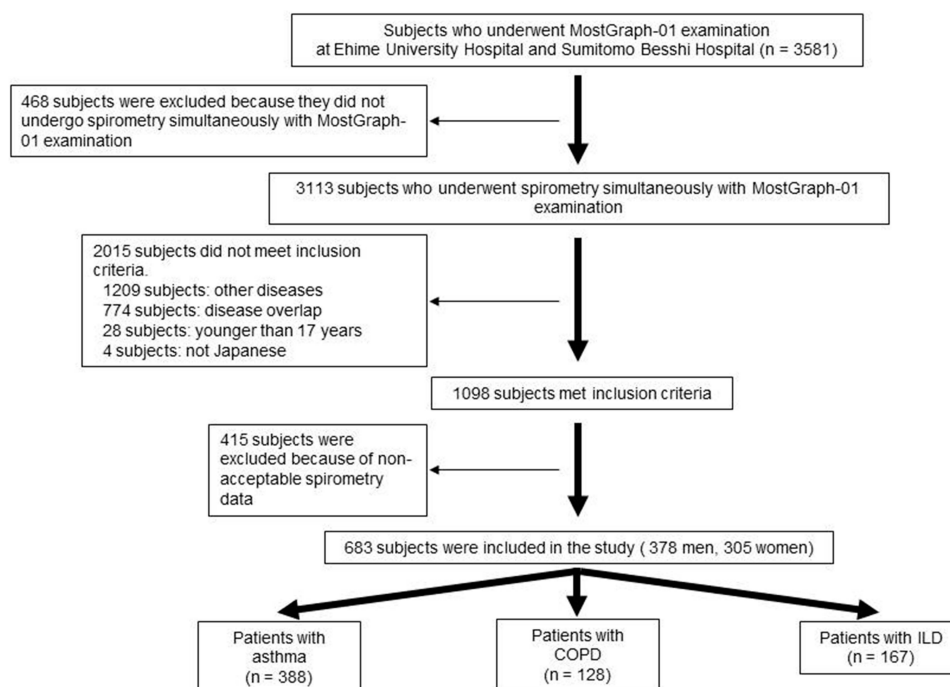 Subjects who underwent MostGraph-01 examination
at Ehime University Hospital and Sumitomo Besshi Hospital (n = 3581)
468 subjects were excluded because they did not
undergo spirometry simultaneously with MostGraph-
01 examination
3113 subjects who underwent spirometry simultaneously with MostGraph-01
examination
2015 subjects did not meet inclusion
criteria.
1209 subjects: other diseases
774 subjects: disease overlap
28 subjects: younger than 17 years
4 subjects: not Japanese
1098 subjects met inclusion criteria
415 subjects were
excluded because of non-
acceptable spirometry
data
683 subjects were included in the study ( 378 men, 305 women)
Patients with
asthma
(n = 388)
Patients with
COPD
(n = 128)
Patients with ILD
(n = 167)